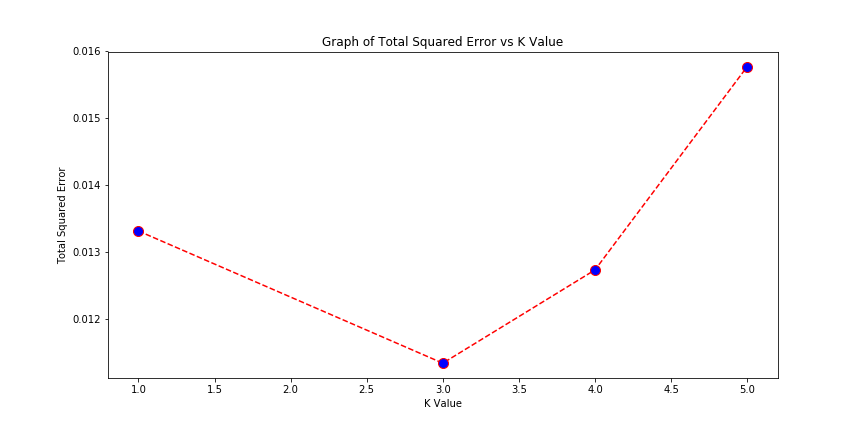 Graph of Total Squared Error vs K Value
0.016
0.015
0.014
0.013
0.012
Total Squared Error
1.0 1.5 2.0 2.5 3.0 3.5 4.0 4.5 5.0
K Value